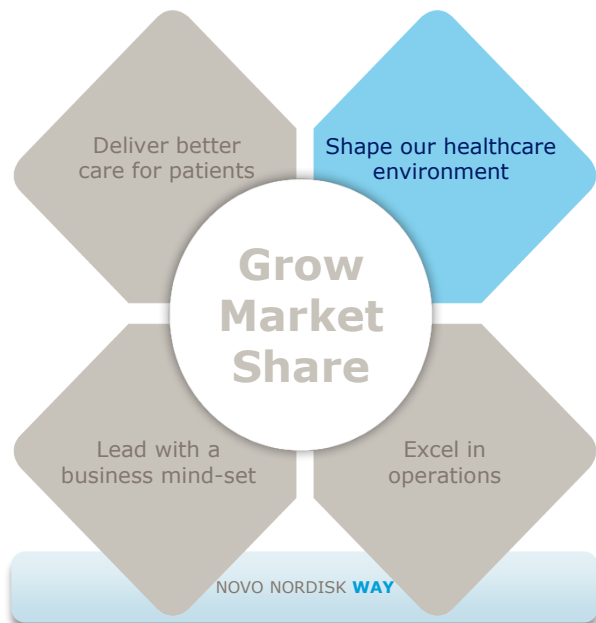 Deliver better
care for patients
Shape our healthcare
environment
Grow
Market
Share
Lead with a
business mind-set
Excel in
operations
NOVO NORDISK WAY